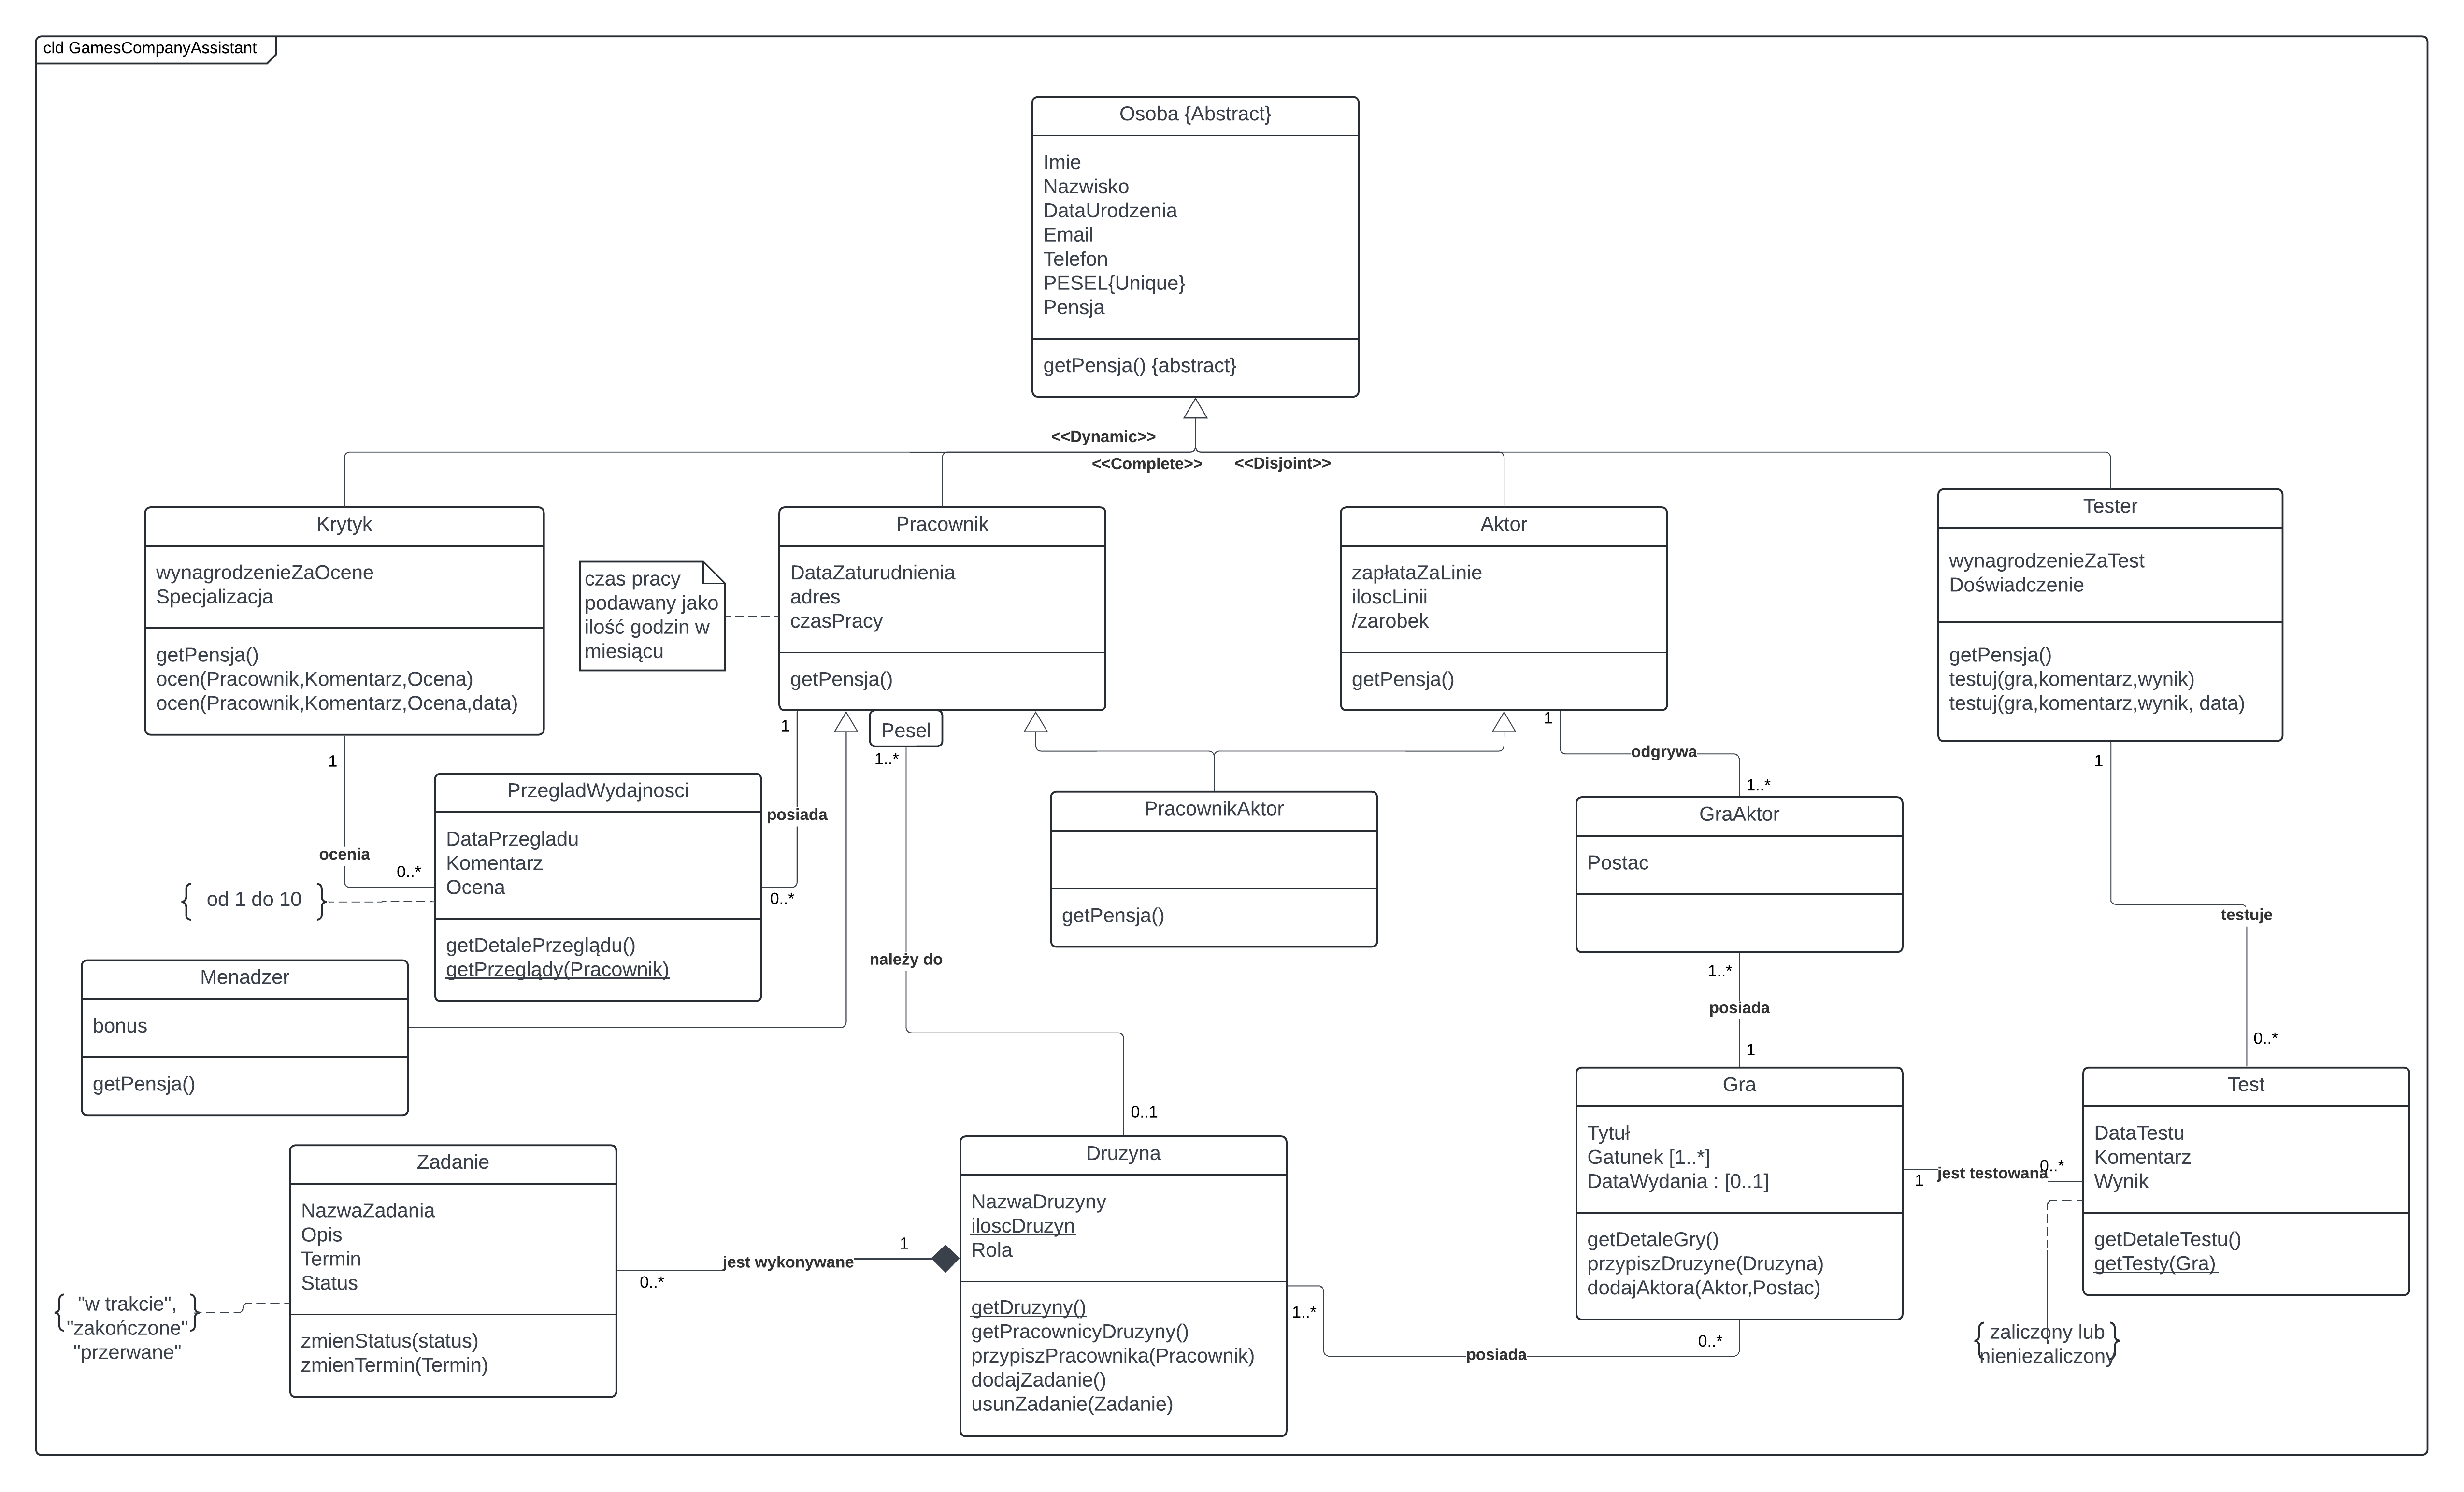 cld GamesCompanyAssistant
Osoba {Abstract}
Imie
Nazwisko
DataUrodzenia
Email
Telefon
PESEL{Unique}
Pensja
getPensja() {abstract}
<<Dynamic>>
<<Complete>>
<<Disjoint>>
Krytyk
wynagrodzenieZaOcene
Specjalizacja
getPensja()
ocen(Pracownik,Komentarz,Ocena)
ocen(Pracownik,Komentarz,Ocena,data)
czas pracy
podawany jako
ilość godzin w
miesiącu
Pracownik
DataZaturudnienia
adres
czasPracy
getPensja()
Aktor
zapłataZaLinie
iloscLinii
/zarobek
getPensja()
Tester
wynagrodzenieZaTest
Doświadczenie
getPensja()
testuj(gra,komentarz,wynik)
testuj(gra,komentarz,wynik, data)
1
ocenia
0..*
1
posiada
0..*
Pesel
1..*
należy do
0..1
1
odgrywa
1..*
1
testuje
0..*
PrzegladWydajnosci
DataPrzegladu
Komentarz
Ocena
getDetalePrzeglądu()
getPrzeglądy(Pracownik)
od 1 do 10
PracownikAktor
getPensja()
GraAktor
Postac
1..*
posiada
1
Menadzer
bonus
getPensja()
Zadanie
NazwaZadania
Opis
Termin
Status
zmienStatus(status)
zmienTermin(Termin)
"w trakcie",
"zakończone"
"przerwane"
0..*
jest wykonywane
1
Druzyna
NazwaDruzyny
iloscDruzyn
Rola
getDruzyny()
getPracownicyDruzyny()
przypiszPracownika(Pracownik)
dodajZadanie()
usunZadanie(Zadanie)
1..*
posiada
0..*
Gra
Tytuł
Gatunek [1..*]
DataWydania : [0..1]
getDetaleGry()
przypiszDruzyne(Druzyna)
dodajAktora(Aktor,Postac)
1
jest testowana
0..*
Test
DataTestu
Komentarz
Wynik
getDetaleTestu()
getTesty(Gra)
zaliczony lub
nieniezaliczony